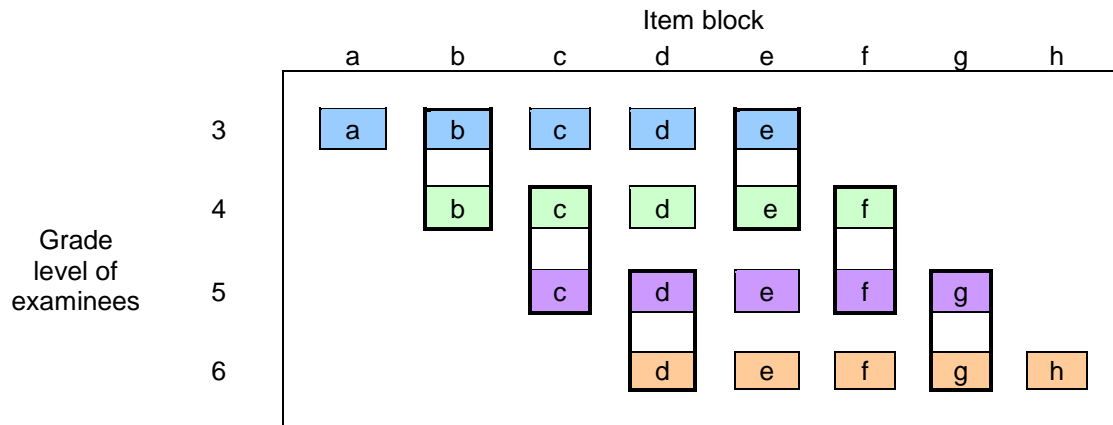 Item block
a b c d e f g h
3 a b c d e
4 b c d e f
Grade
level of
examinees
5 c d e f g
6 d e f g h